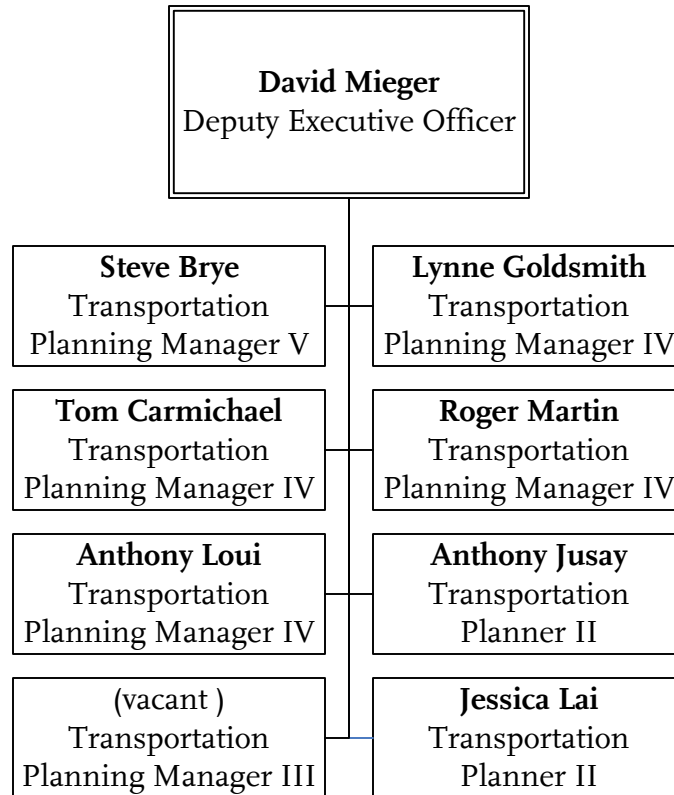 David Mieger
Deputy Executive Officer
Steve Brye
Transportation
Planning Manager V
Lynne Goldsmith
Transportation
Planning Manager IV
Tom Carmichael
Transportation
Planning Manager IV
Roger Martin
Transportation
Planning Manager IV
Anthony Loui
Transportation
Planning Manager IV
Anthony Jusay
Transportation
Planner II
(vacant )
Transportation
Planning Manager III
Jessica Lai
Transportation
Planner II